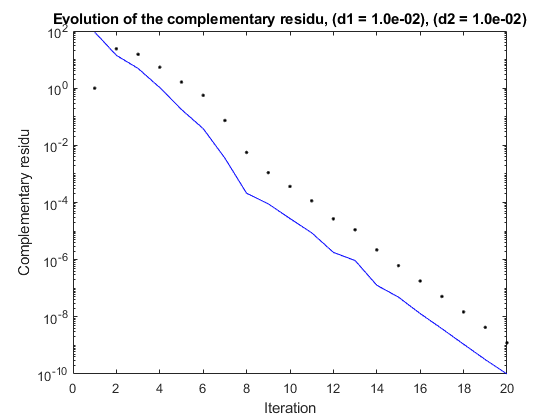 Evolution of the complementary residu, (d1 = 1.0e-02), (d2 = 1.0e-02)
Complementary residu
10^2
10^0
10^-2
10^-4
10^-6
10^-8
10^-10
0 2 4 6 8 10 12 14 16 18 20
Iteration